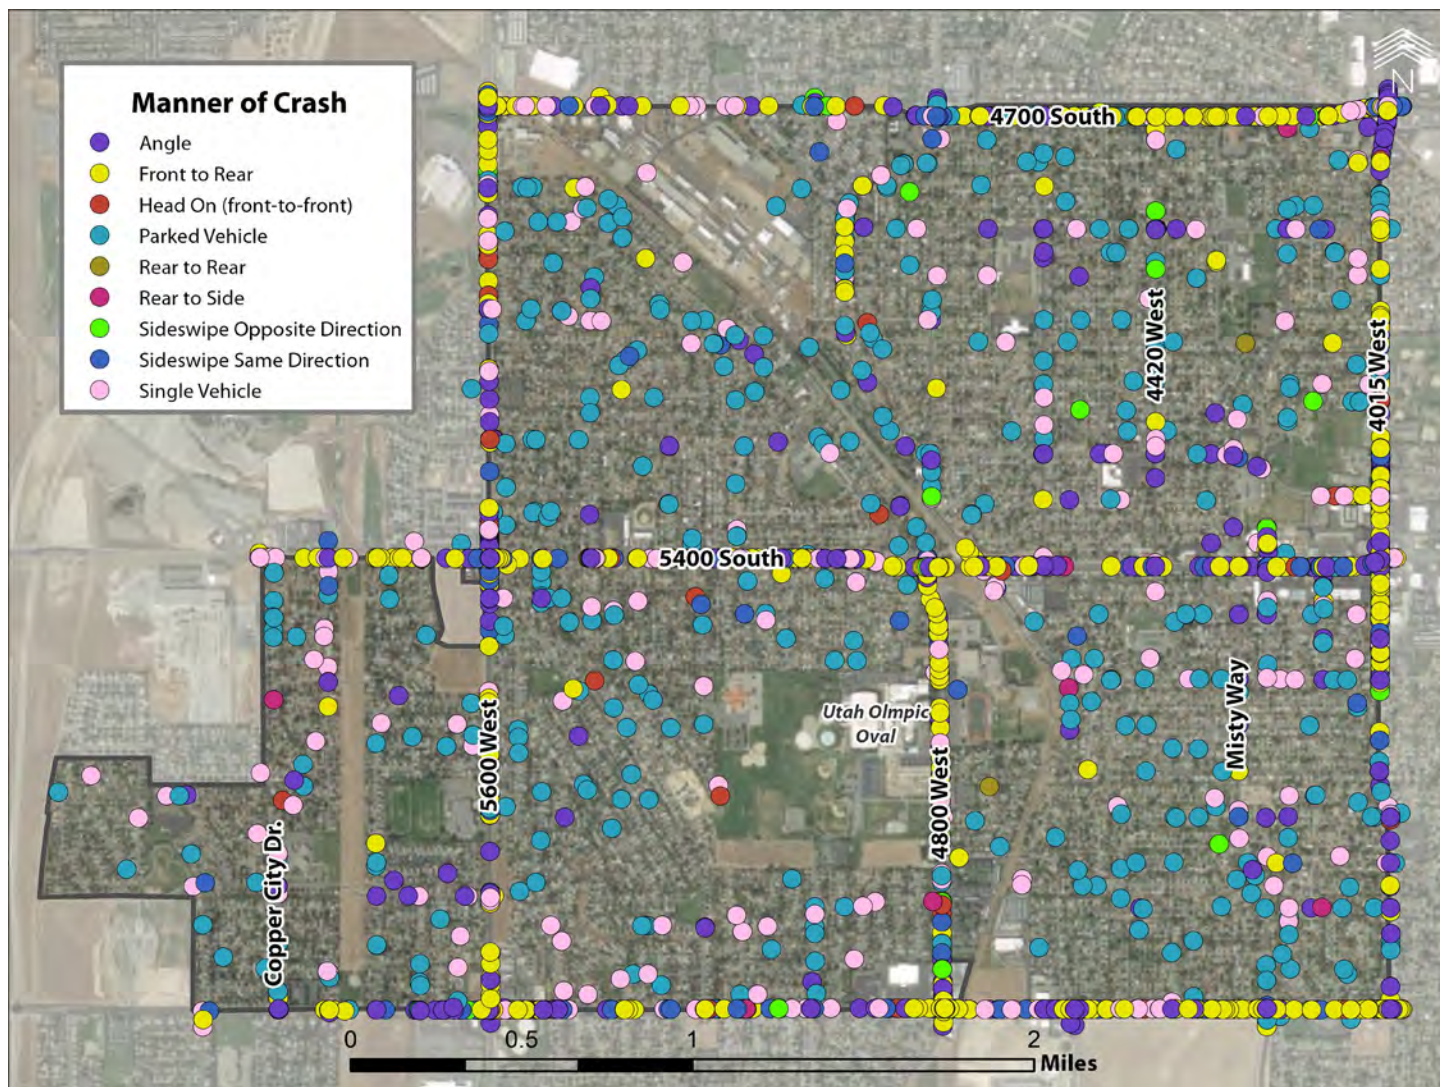 N
Manner of Crash
Angle
Front to Rear
Head On (front-to-front)
Parked Vehicle
Rear to Rear
Rear to Side
Sideswipe Opposite Direction
Sideswipe Same Direction
Single Vehicle
4700 South
4420 West
4015 West
5400 South
5600 West
Utah Olmpic
Oval
4800 West
Misty Way
Copper City Dr.
0
0.5
1
2
Miles